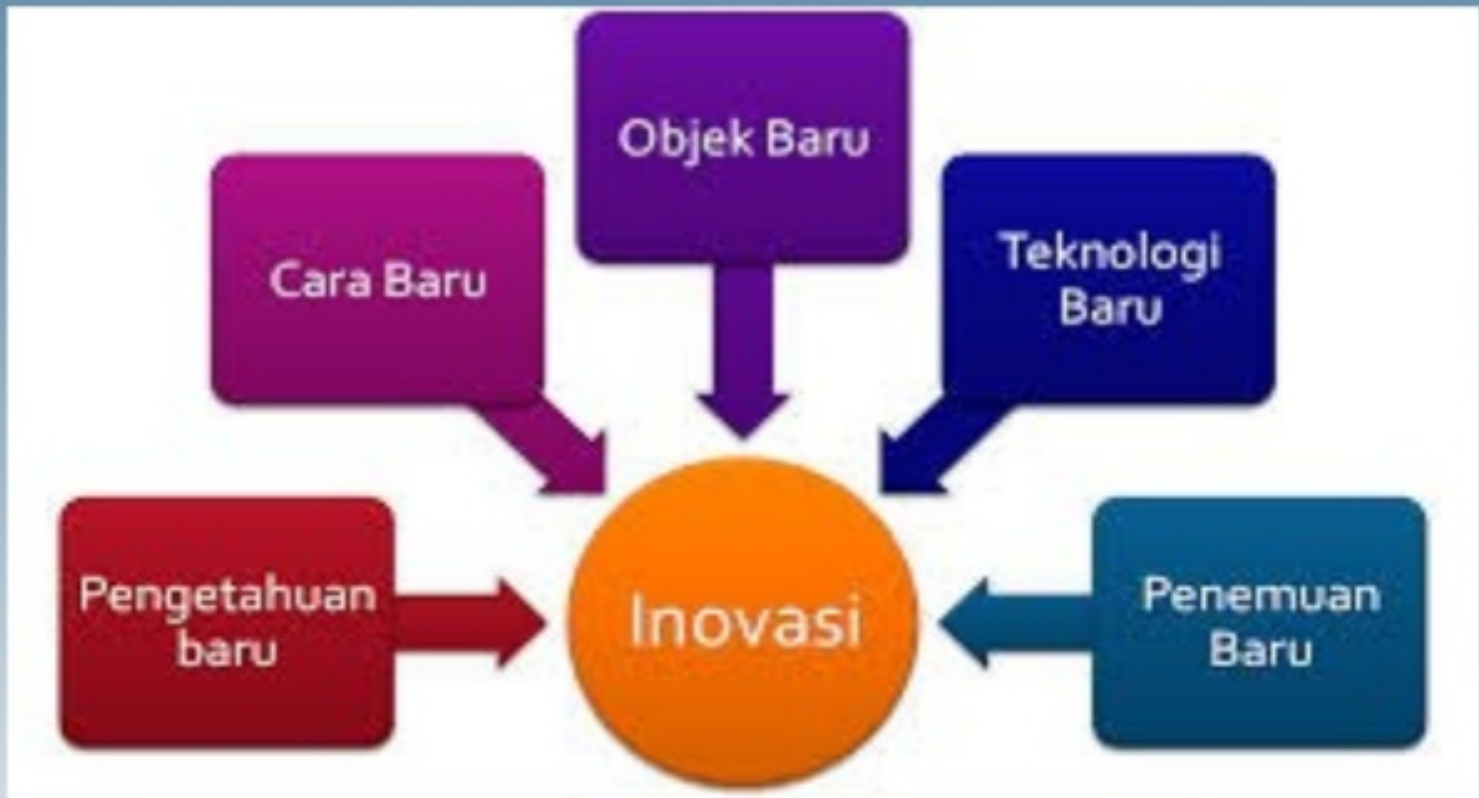 Objek Baru
Cara Baru
Teknologi
Baru
Pengetahuan
baru
Inovasi
Penemuan
Baru